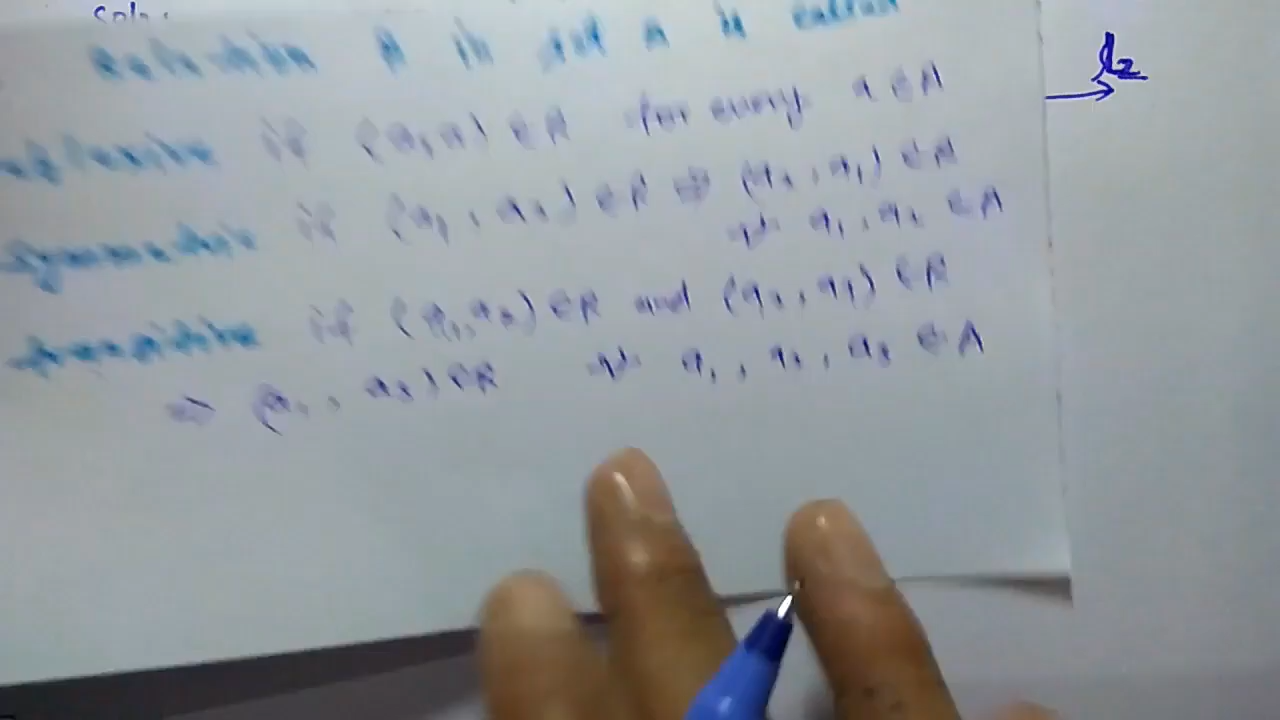 Soln:
Relation R in set A is called
l2
reflexive if (a,a) ∈ R for every a ∈ A
symmetric if (a1, a2) ∈ R ⇒ (a2, a1) ∈ R
a1, a2 ∈ A
transitive if (a1, a2) ∈ R and (a2, a3) ∈ R
⇒ (a1, a3) ∈ R a1, a2, a3 ∈ A